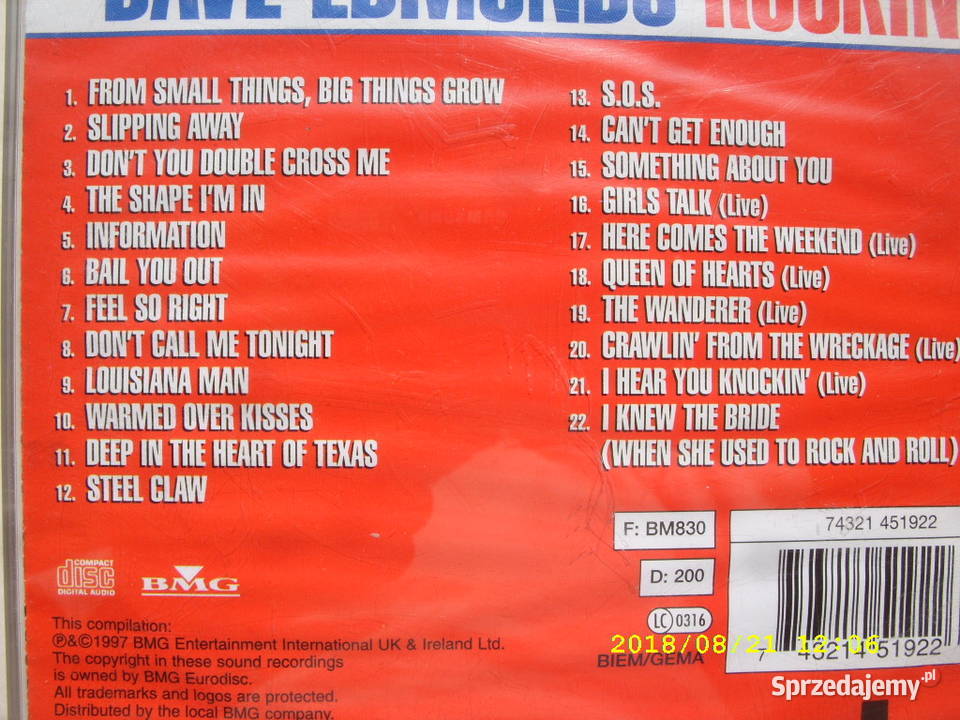 DAVE EDMUNDS ROCKIN
1. FROM SMALL THINGS, BIG THINGS GROW
2. SLIPPING AWAY
3. DON'T YOU DOUBLE CROSS ME
4. THE SHAPE I'M IN
5. INFORMATION
6. BAIL YOU OUT
7. FEEL SO RIGHT
8. DON'T CALL ME TONIGHT
9. LOUISIANA MAN
10. WARMED OVER KISSES
11. DEEP IN THE HEART OF TEXAS
12. STEEL CLAW
13. S.O.S.
14. CAN'T GET ENOUGH
15. SOMETHING ABOUT YOU
16. GIRLS TALK (Live)
17. HERE COMES THE WEEKEND (Live)
18. QUEEN OF HEARTS (Live)
19. THE WANDERER (Live)
20. CRAWLIN' FROM THE WRECKAGE (Live)
21. I HEAR YOU KNOCKIN' (Live)
22. I KNEW THE BRIDE
(WHEN SHE USED TO ROCK AND ROLL)
F: BM830
74321 451922
D: 200
LC 0316
BIEM/GEMA
2018/08/21 12:06
7 43214 51922
COMPACT
disc
DIGITAL AUDIO
BMG
This compilation:
℗&©1997 BMG Entertainment International UK & Ireland Ltd.
The copyright in these sound recordings
is owned by BMG Eurodisc.
All trademarks and logos are protected.
Distributed by the local BMG company.
Sprzedajemy.pl